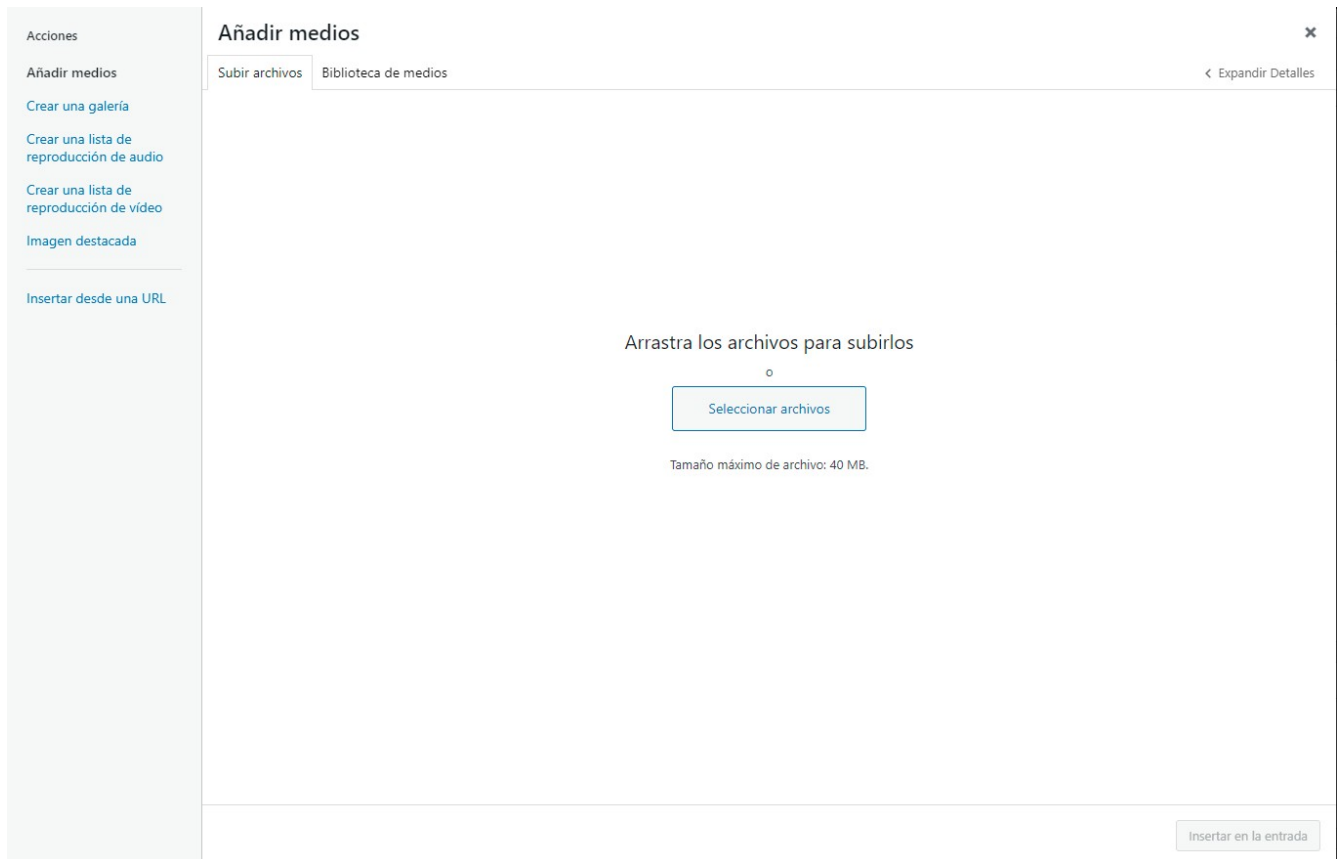 Acciones
Añadir medios
Crear una galería
Crear una lista de
reproducción de audio
Crear una lista de
reproducción de vídeo
Imagen destacada
Insertar desde una URL
Añadir medios
Subir archivos
Biblioteca de medios
Expandir Detalles
Arrastra los archivos para subirlos
o
Seleccionar archivos
Tamaño máximo de archivo: 40 MB.
Insertar en la entrada